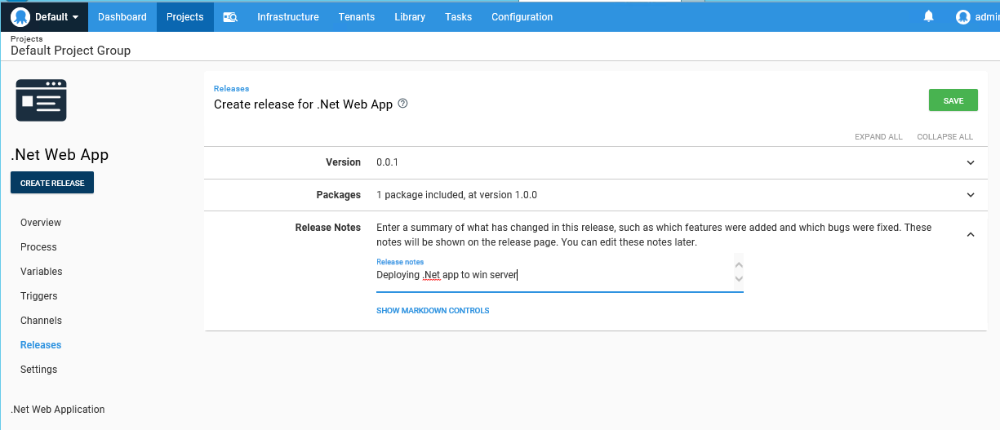 Default Dashboard Projects Infrastructure Tenants Library Tasks Configuration admin
Projects
Default Project Group
Releases
Create release for .Net Web App ?
SAVE
EXPAND ALL COLLAPSE ALL
.Net Web App
CREATE RELEASE
Overview
Process
Variables
Triggers
Channels
Releases
Settings
.Net Web Application
Version 0.0.1
Packages 1 package included, at version 1.0.0
Release Notes Enter a summary of what has changed in this release, such as which features were added and which bugs were fixed. These
notes will be shown on the release page. You can edit these notes later.
Release notes
Deploying .Net app to win server
SHOW MARKDOWN CONTROLS